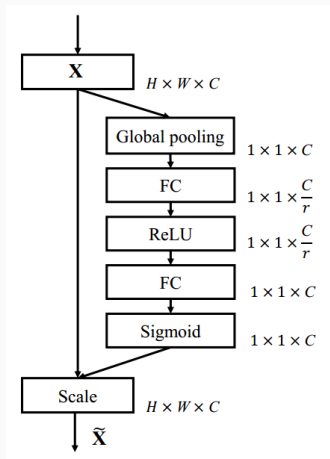 X
H × W × C
Global pooling
1 × 1 × C
FC
1 × 1 × C/r
ReLU
1 × 1 × C/r
FC
1 × 1 × C
Sigmoid
1 × 1 × C
Scale
H × W × C
X̃